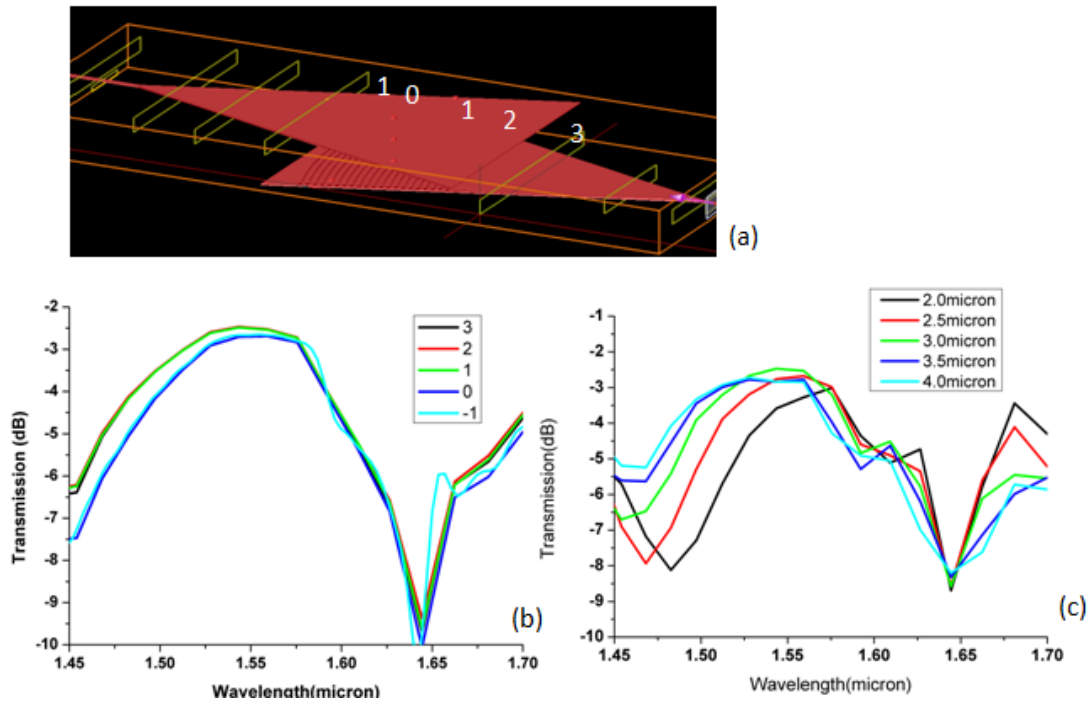 1 0 1 2 3
(a)
-2
-3
-4
-5
-6
-7
-8
-9
-10
Transmission (dB)
3
2
1
0
-1
(b)
1.45 1.50 1.55 1.60 1.65 1.70
Wavelength(micron)
-1
-2
-3
-4
-5
-6
-7
-8
-9
-10
Transmission(dB)
2.0micron
2.5micron
3.0micron
3.5micron
4.0micron
(c)
1.45 1.50 1.55 1.60 1.65 1.70
Wavelength(micron)